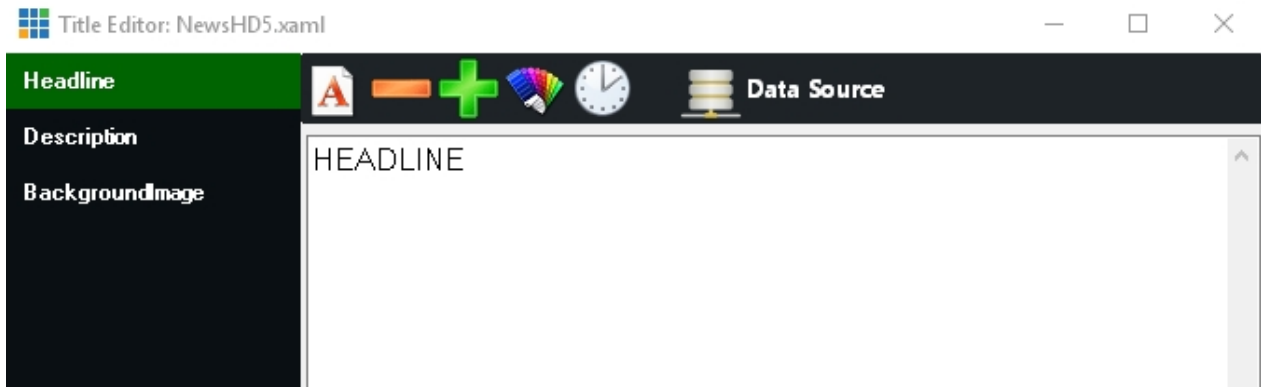 Title Editor: NewsHD5.xaml
Headline
Data Source
Description
HEADLINE
BackgroundImage